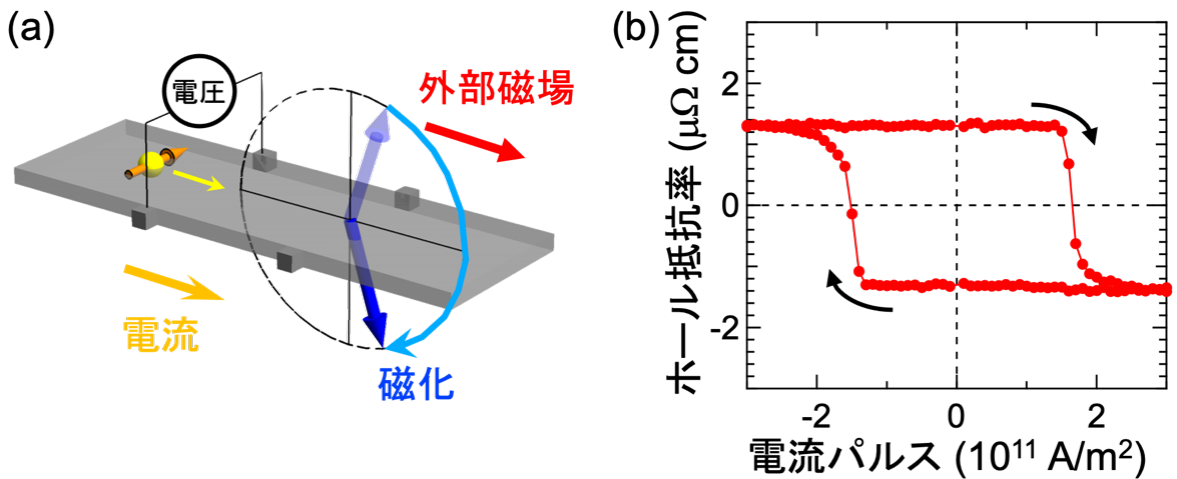 (a)
電圧
外部磁場
電流
磁化
(b)
ホール抵抗率 (μΩ cm)
2
0
-2
-2 0 2
電流パルス (10¹¹ A/m²)